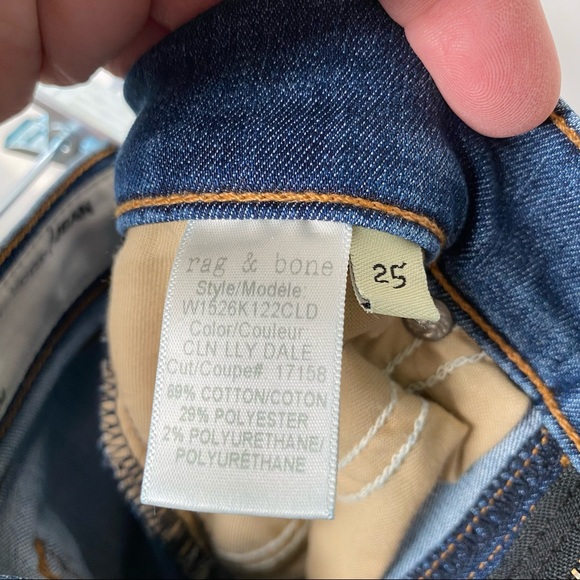 rag & bone
Style/Modèle:
W1526K122CLD
Color/Couleur
CLN LLY DALE
Cut/Coupe# 17158
69% COTTON/COTON
29% POLYESTER
2% POLYURETHANE/
POLYURÉTHANE
25
JEAN